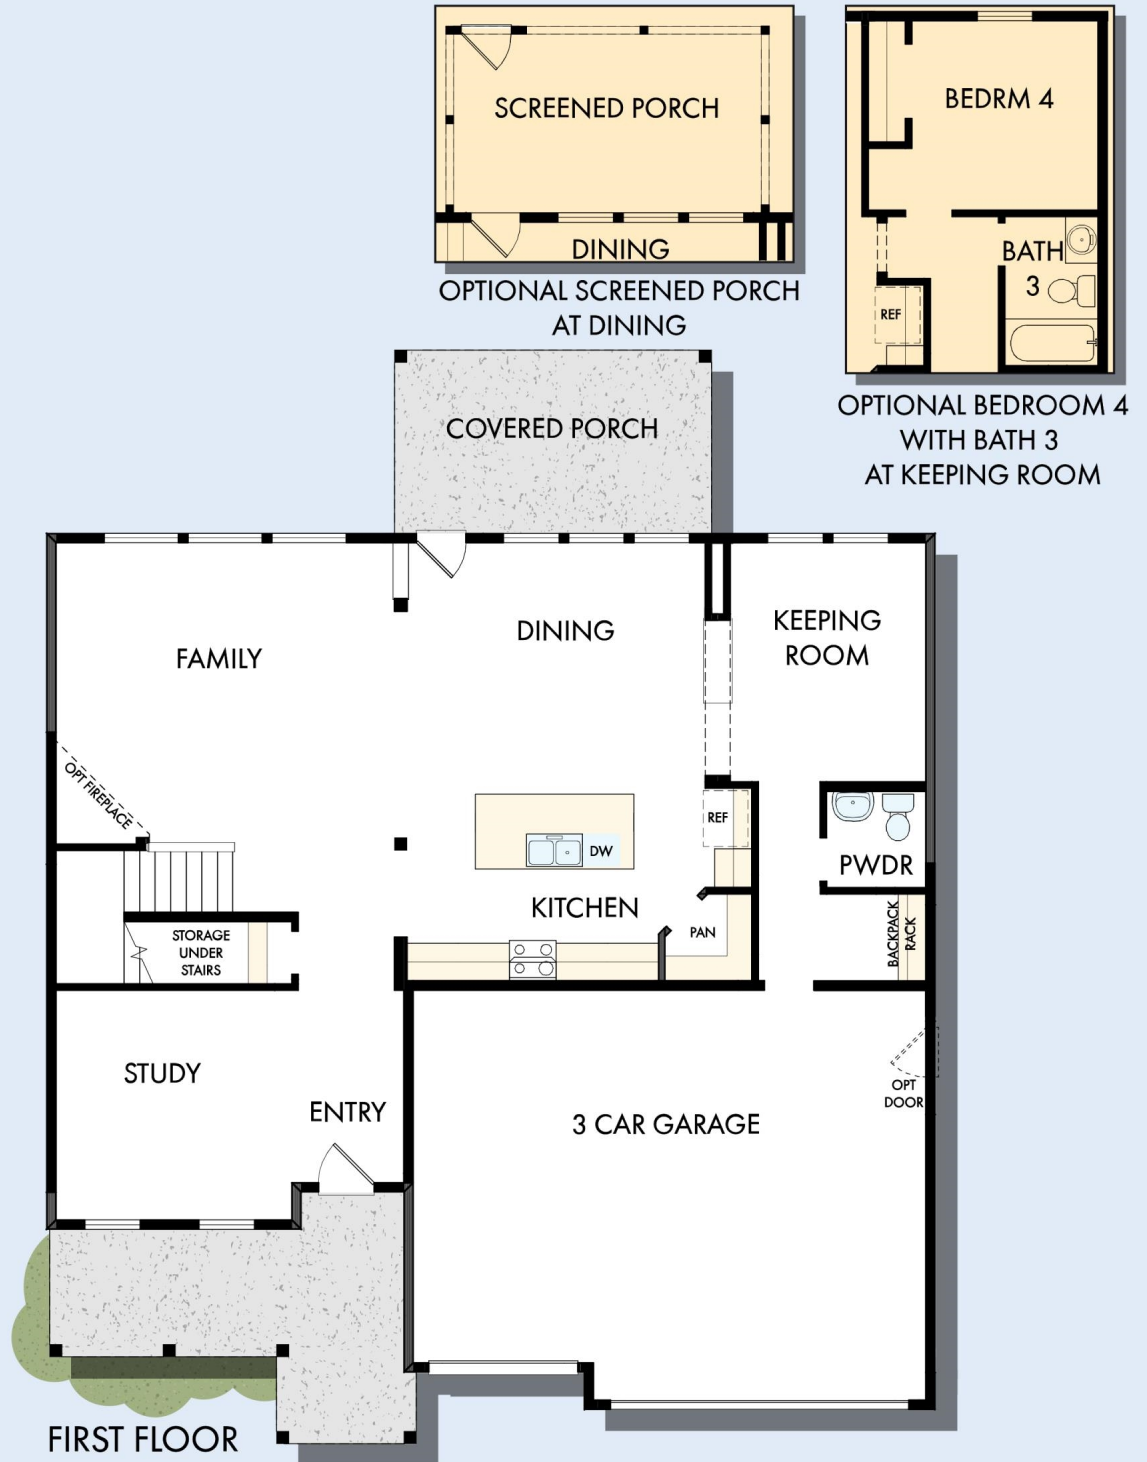 SCREENED PORCH
DINING
OPTIONAL SCREENED PORCH
AT DINING
BEDRM 4
BATH
3
REF
OPTIONAL BEDROOM 4
WITH BATH 3
AT KEEPING ROOM
COVERED PORCH
FAMILY
DINING
KEEPING
ROOM
OPT FIREPLACE
REF
DW
PWDR
KITCHEN
PAN
BACKPACK
RACK
STORAGE
UNDER
STAIRS
STUDY
ENTRY
3 CAR GARAGE
OPT
DOOR
FIRST FLOOR